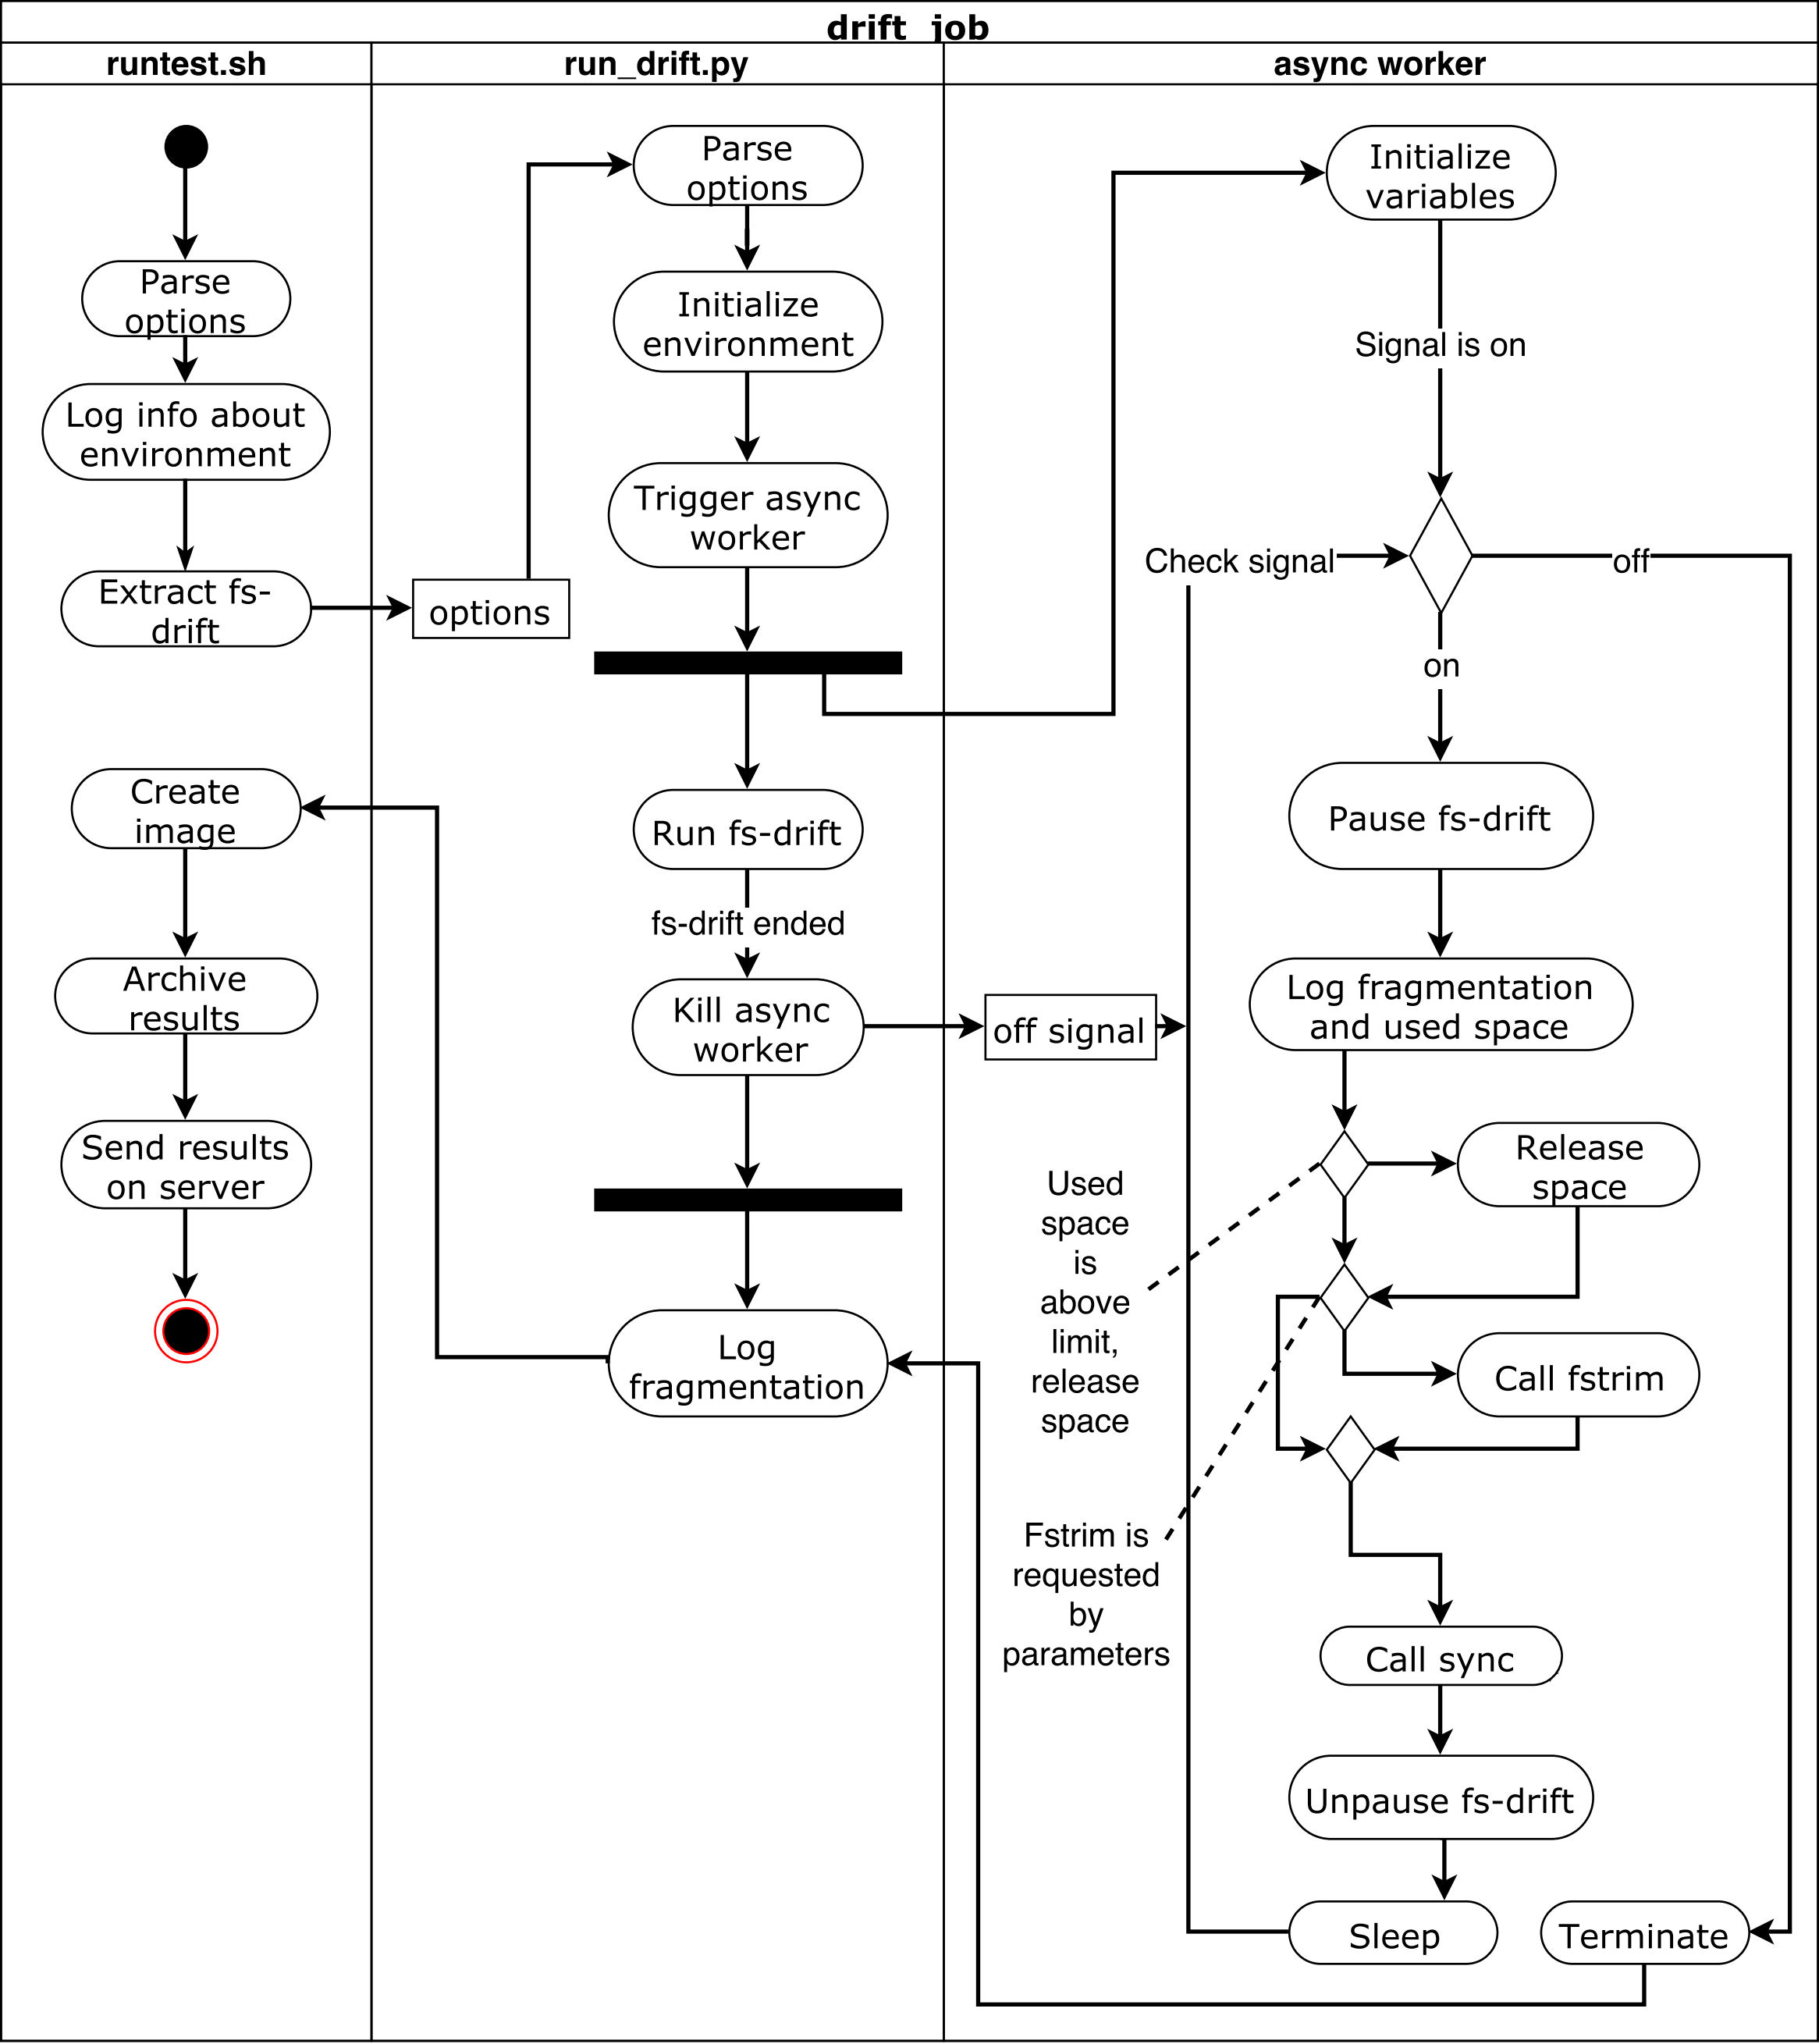 drift job
runtest.sh
run_drift.py
async worker
Parse
options
Log info about
environment
Extract fs-
drift
Create
image
Archive
results
Send results
on server
options
Parse
options
Initialize
environment
Trigger async
worker
Run fs-drift
fs-drift ended
Kill async
worker
Log
fragmentation
off signal
Initialize
variables
Signal is on
Check signal
off
on
Pause fs-drift
Log fragmentation
and used space
Used
space
is
above
limit,
release
space
Release
space
Call fstrim
Fstrim is
requested
by
parameters
Call sync
Unpause fs-drift
Sleep
Terminate